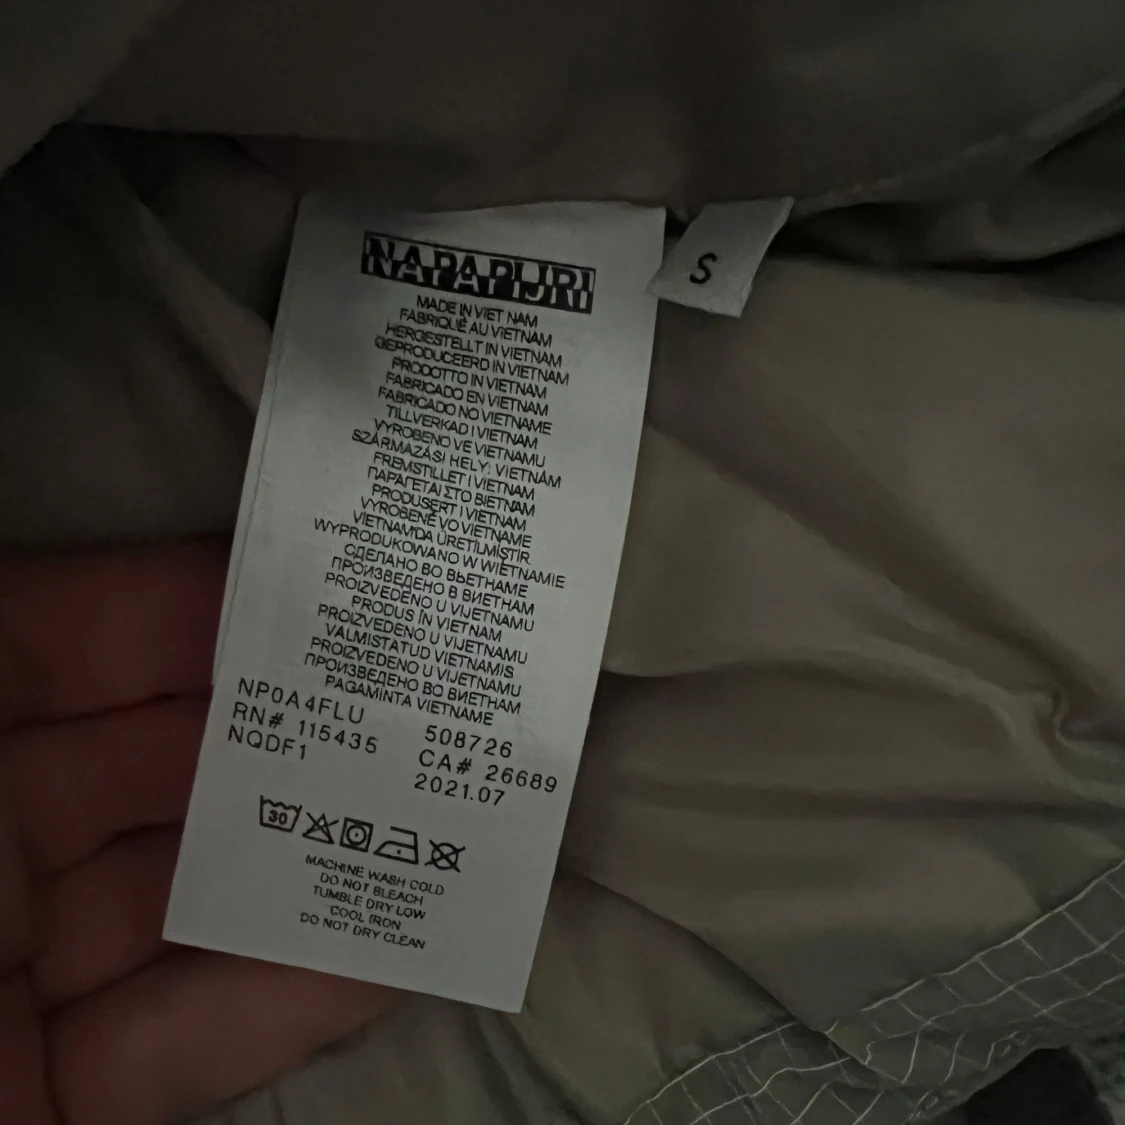 NAPAPIJRI
S
MADE IN VIET NAM
FABRIQUÉ AU VIETNAM
HERGESTELLT IN VIETNAM
GEPRODUCEERD IN VIETNAM
PRODOTTO IN VIETNAM
FABRICADO EN VIETNAM
FABRICADO NO VIETNAME
TILLVERKAD I VIETNAM
VYROBENO VE VIETNAMU
SZÁRMAZÁSI HELY: VIETNÁM
FREMSTILLET I VIETNAM
ΠΑΡΑΓΕΤΑΙ ΣΤΟ ΒΙΕΤΝΑΜ
PRODUSERT I VIETNAM
VYROBENÉ VO VIETNAME
VIETNAM'DA ÜRETİLMİŞTİR
WYPRODUKOWANO W WIETNAMIE
СДЕЛАНО ВО ВЬЕТНАМЕ
ПРОИЗВЕДЕНО В ВИЕТНАМ
PROIZVEDENO U VIJETNAMU
PRODUS ÎN VIETNAM
PROIZVEDENO U VIJETNAMU
VALMISTATUD VIETNAMIS
PROIZVEDENO U VIJETNAMU
ПРОИЗВЕДЕНО ВО ВИЕТНАМ
PAGAMINTA VIETNAME
NP0A4FLU 508726
RN# 115435 CA# 26689
NQDF1 2021.07
30
MACHINE WASH COLD
DO NOT BLEACH
TUMBLE DRY LOW
COOL IRON
DO NOT DRY CLEAN